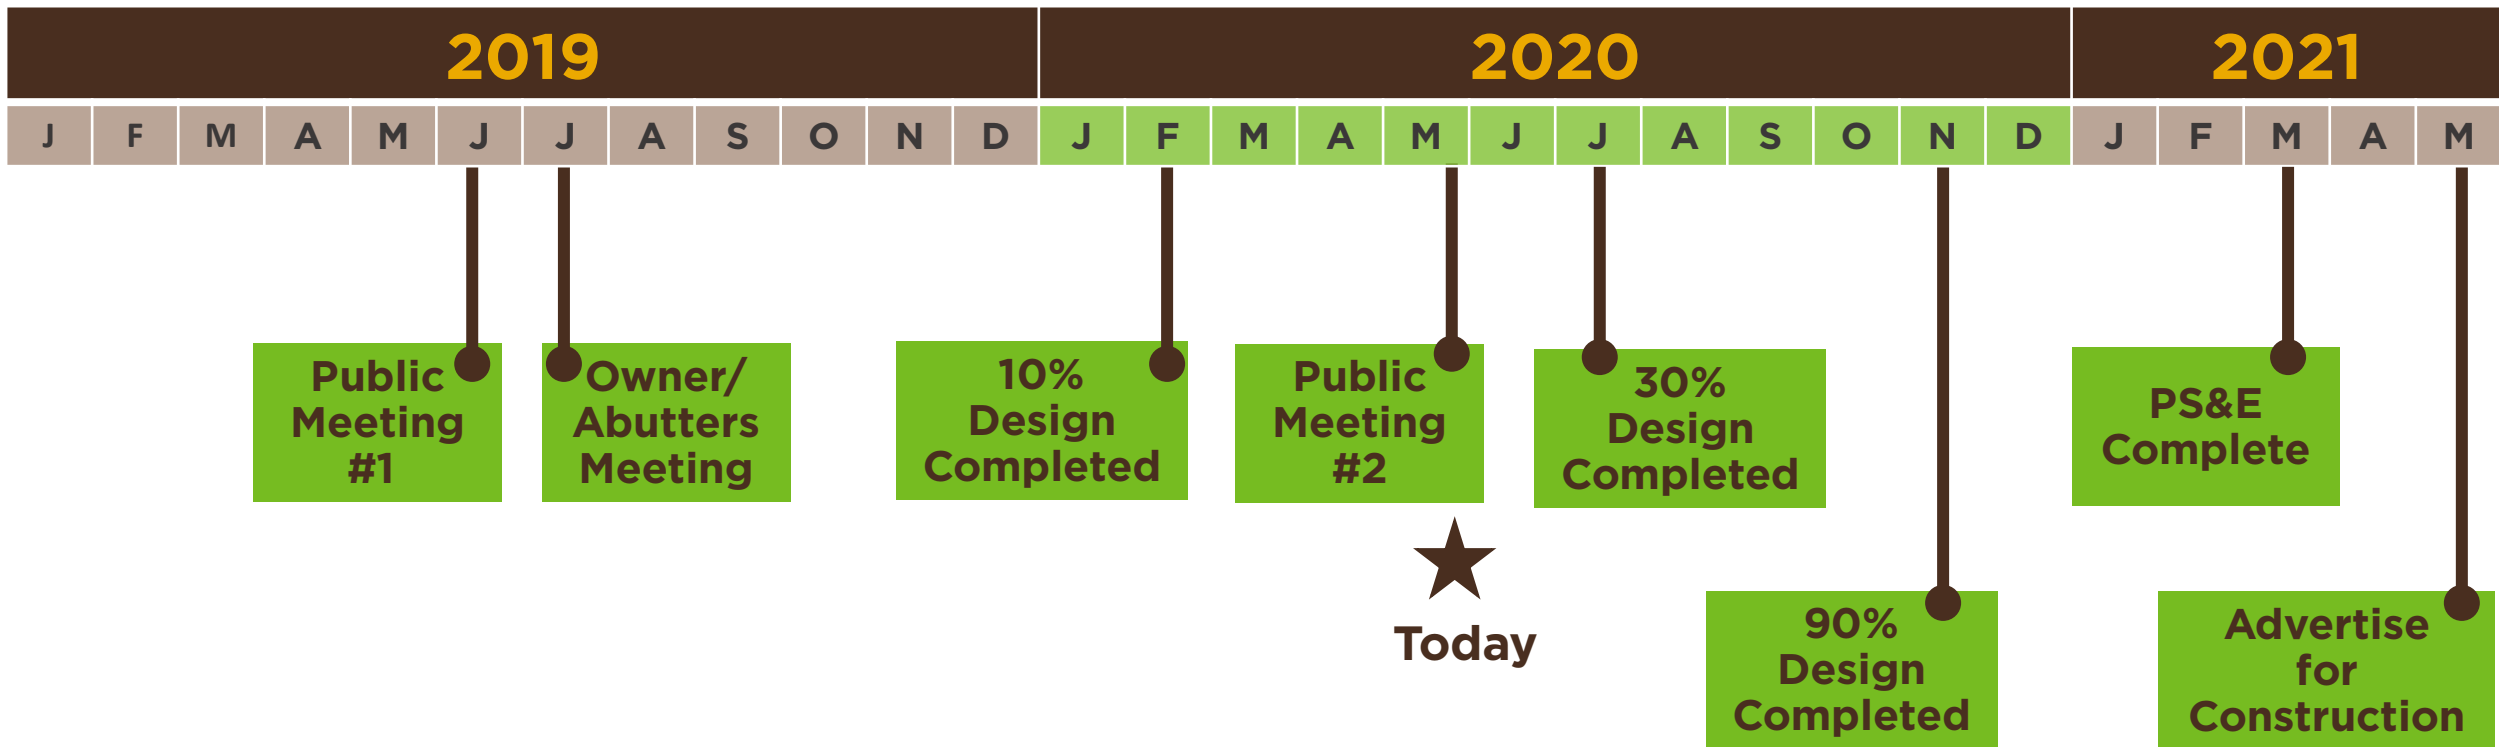 2019 2020 2021
J F M A M J J A S O N D J F M A M J J A S O N D J F M A M
Public
Meeting
#1
Owner/
Abutters
Meeting
10%
Design
Completed
Public
Meeting
#2
30%
Design
Completed
PS&E
Complete
Today
90%
Design
Completed
Advertise
for
Construction